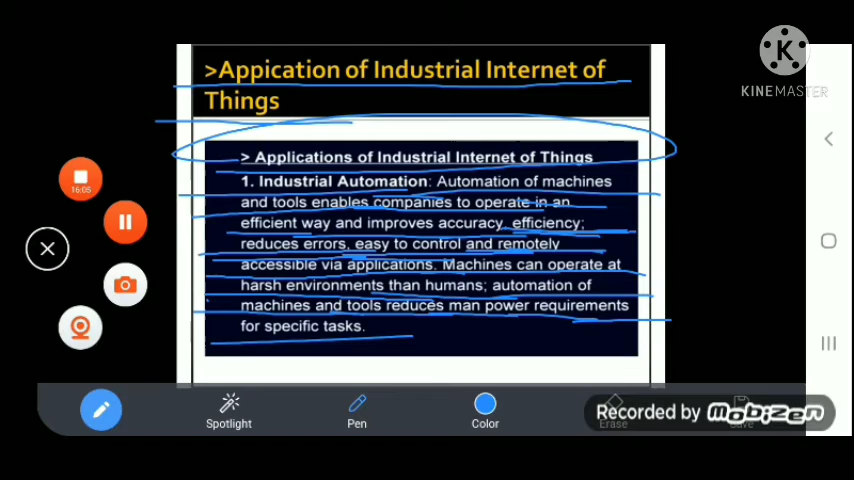 >Appication of Industrial Internet of
Things
> Applications of Industrial Internet of Things
1. Industrial Automation: Automation of machines
and tools enables companies to operate in an
efficient way and improves accuracy, efficiency;
reduces errors, easy to control and remotely
accessible via applications. Machines can operate at
harsh environments than humans; automation of
machines and tools reduces man power requirements
for specific tasks.
K
KINEMASTER
16:05
Spotlight
Pen
Color
Erase
Save
Recorded by Mobizen